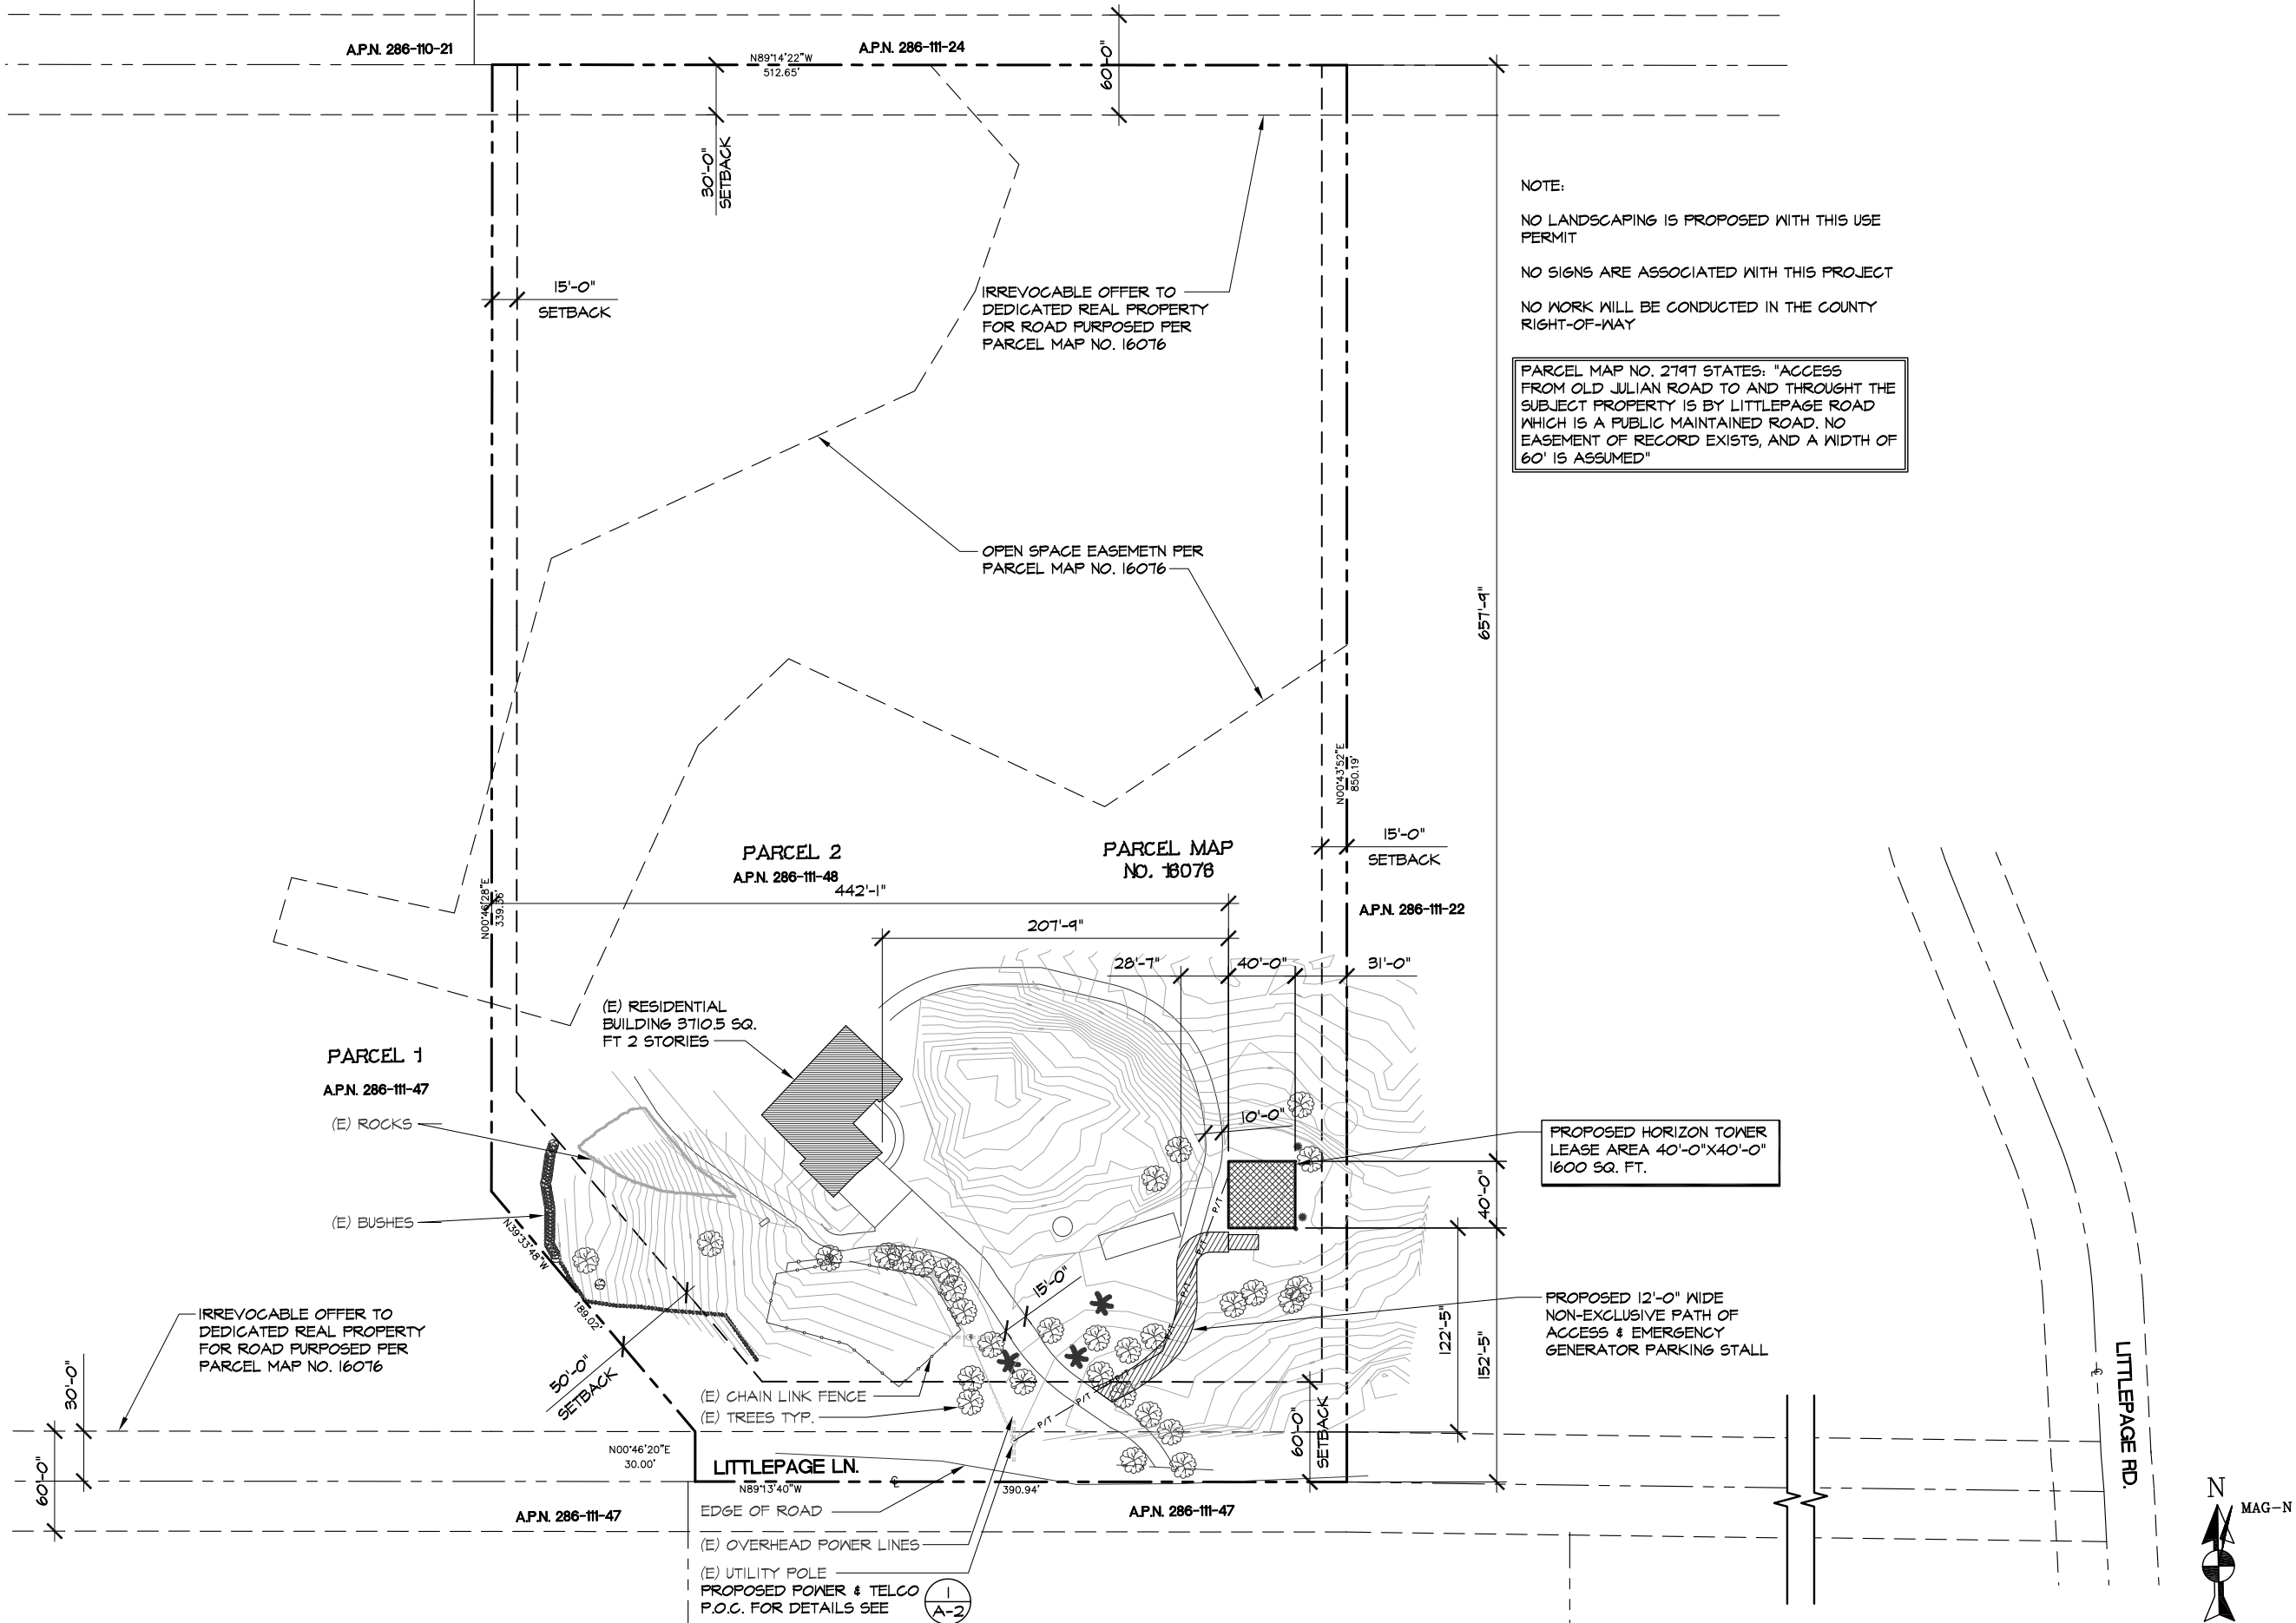 A.P.N. 286-110-21
A.P.N. 286-111-24
N89°14'22"W
512.65'
60'-0"
30'-0"
SETBACK
15'-0"
SETBACK
IRREVOCABLE OFFER TO
DEDICATED REAL PROPERTY
FOR ROAD PURPOSED PER
PARCEL MAP NO. 16076
NOTE:
NO LANDSCAPING IS PROPOSED WITH THIS USE
PERMIT
NO SIGNS ARE ASSOCIATED WITH THIS PROJECT
NO WORK WILL BE CONDUCTED IN THE COUNTY
RIGHT-OF-WAY
PARCEL MAP NO. 2797 STATES: "ACCESS
FROM OLD JULIAN ROAD TO AND THROUGHT THE
SUBJECT PROPERTY IS BY LITTLEPAGE ROAD
WHICH IS A PUBLIC MAINTAINED ROAD. NO
EASEMENT OF RECORD EXISTS, AND A WIDTH OF
60' IS ASSUMED"
OPEN SPACE EASEMETN PER
PARCEL MAP NO. 16076
657'-9"
N00°43'52"E
850.19'
15'-0"
SETBACK
PARCEL 2
A.P.N. 286-111-48
PARCEL MAP
NO. 16076
442'-1"
N00°46'28"E
339.36'
A.P.N. 286-111-22
207'-9"
28'-7"
40'-0"
31'-0"
(E) RESIDENTIAL
BUILDING 3710.5 SQ.
FT 2 STORIES
PARCEL 1
A.P.N. 286-111-47
(E) ROCKS
10'-0"
PROPOSED HORIZON TOWER
LEASE AREA 40'-0"X40'-0"
1600 SQ. FT.
40'-0"
(E) BUSHES
N39°33'48"W
189.02'
P/T
P/T
P/T
P/T
P/T
P/T
P/T
15'-0"
PROPOSED 12'-0" WIDE
NON-EXCLUSIVE PATH OF
ACCESS & EMERGENCY
GENERATOR PARKING STALL
122'-5"
152'-5"
IRREVOCABLE OFFER TO
DEDICATED REAL PROPERTY
FOR ROAD PURPOSED PER
PARCEL MAP NO. 16076
50'-0"
SETBACK
30'-0"
60'-0"
(E) CHAIN LINK FENCE
(E) TREES TYP.
60'-0"
SETBACK
LITTLEPAGE RD.
N00°46'20"E
30.00'
LITTLEPAGE LN.
N89°13'40"W
390.94'
A.P.N. 286-111-47
EDGE OF ROAD
A.P.N. 286-111-47
(E) OVERHEAD POWER LINES
(E) UTILITY POLE
PROPOSED POWER & TELCO
P.O.C. FOR DETAILS SEE
1
A-2
N
MAG-N